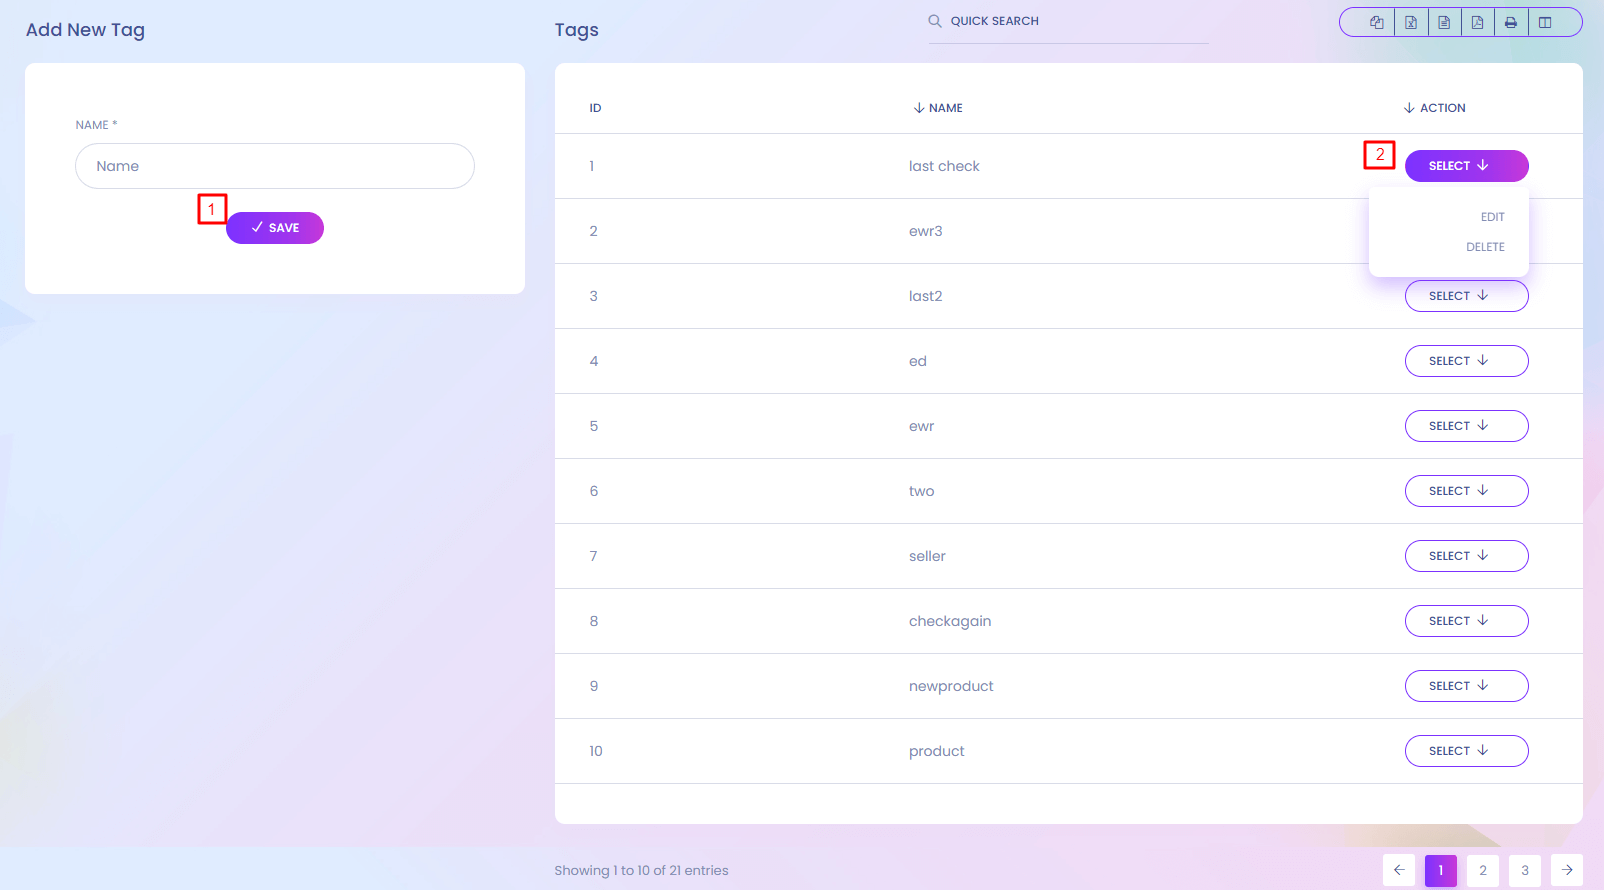 Add New Tag
NAME *
Name
1
SAVE
Tags
QUICK SEARCH
ID NAME ACTION
1 last check 2 SELECT
EDIT
DELETE
2 ewr3
3 last2 SELECT
4 ed SELECT
5 ewr SELECT
6 two SELECT
7 seller SELECT
8 checkagain SELECT
9 newproduct SELECT
10 product SELECT
Showing 1 to 10 of 21 entries
1 2 3